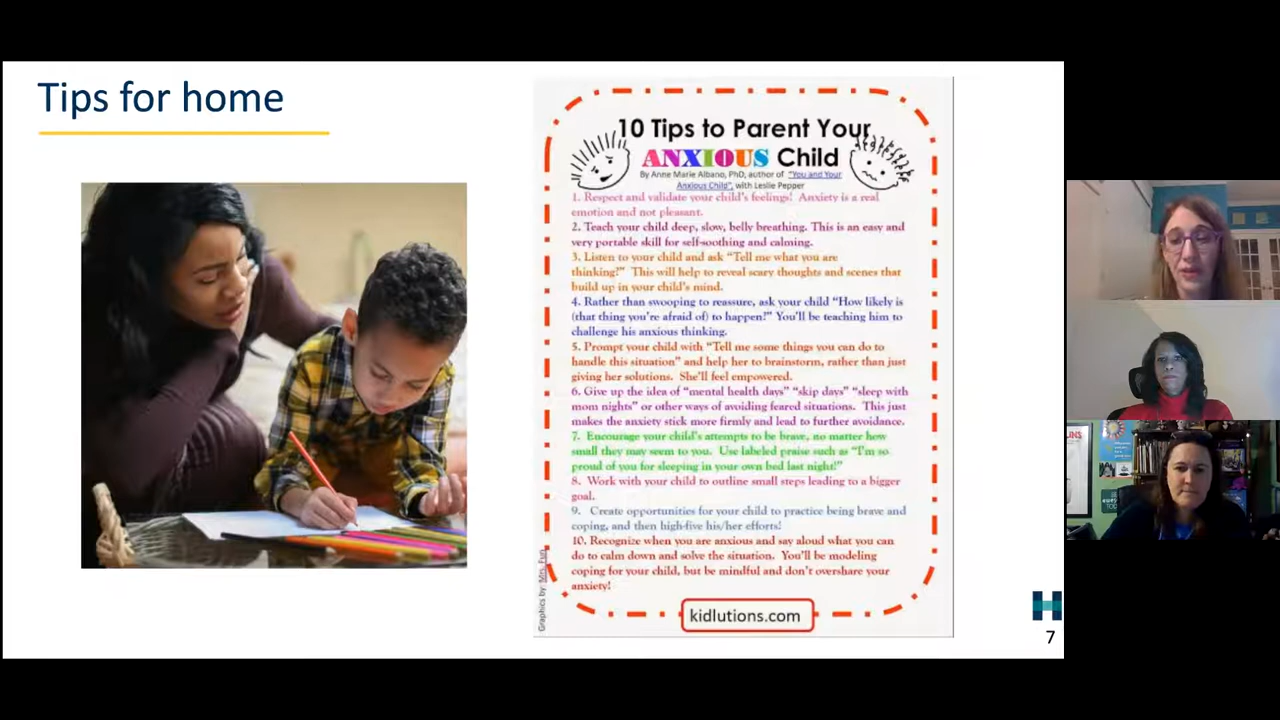 Tips for home
10 Tips to Parent Your
ANXIOUS Child
By Anne Marie Albano, PhD, author of "You and Your
Anxious Child", with Leslie Pepper
1. Respect and validate your child's feelings! Anxiety is a real
emotion and not pleasant.
2. Teach your child deep, slow, belly breathing. This is an easy and
very portable skill for self-soothing and calming.
3. Listen to your child and ask "Tell me what you are
thinking?" This will help to reveal scary thoughts and scenes that
build up in your child's mind.
4. Rather than swooping to reassure, ask your child "How likely is
(that thing you're afraid of) to happen?" You'll be teaching him to
challenge his anxious thinking.
5. Prompt your child with "Tell me some things you can do to
handle this situation" and help her to brainstorm, rather than just
giving her solutions. She'll feel empowered.
6. Give up the idea of "mental health days" "skip days" "sleep with
mom nights" or other ways of avoiding feared situations. This just
makes the anxiety stick more firmly and lead to further avoidance.
7. Encourage your child's attempts to be brave, no matter how
small they may seem to you. Use labeled praise such as "I'm so
proud of you for sleeping in your own bed last night!"
8. Work with your child to outline small steps leading to a bigger
goal.
9. Create opportunities for your child to practice being brave and
coping, and then high-five his/her efforts!
10. Recognize when you are anxious and say aloud what you can
do to calm down and solve the situation. You'll be modeling
coping for your child, but be mindful and don't overshare your
anxiety!
Graphics by: Mrs. Fun
kidlutions.com
H
7